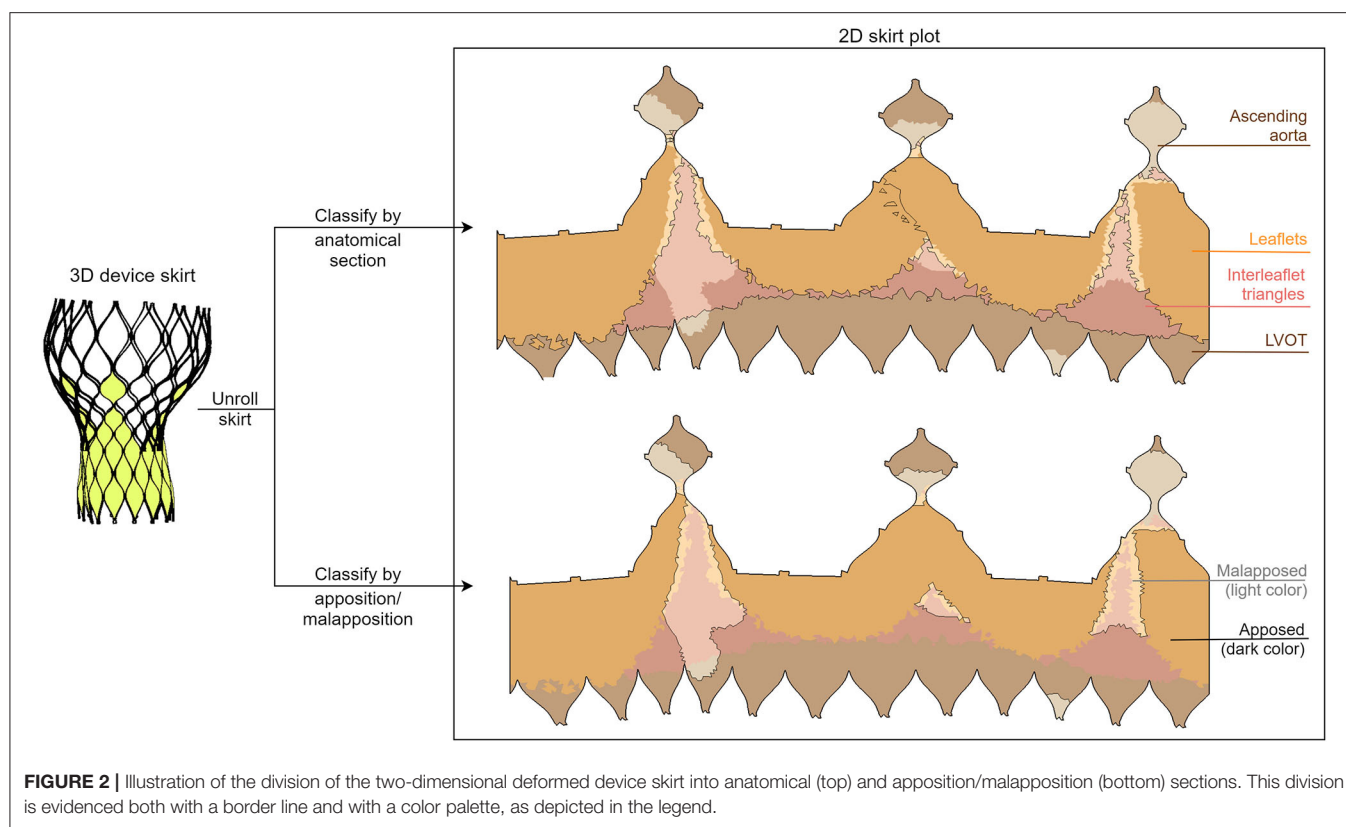 2D skirt plot
Ascending
aorta
Classify by
anatomical
section
Leaflets
3D device skirt
Interleaflet
triangles
LVOT
Unroll
skirt
Classify by
apposition/
malapposition
Malapposed
(light color)
Apposed
(dark color)
FIGURE 2 | Illustration of the division of the two-dimensional deformed device skirt into anatomical (top) and apposition/malapposition (bottom) sections. This division
is evidenced both with a border line and with a color palette, as depicted in the legend.